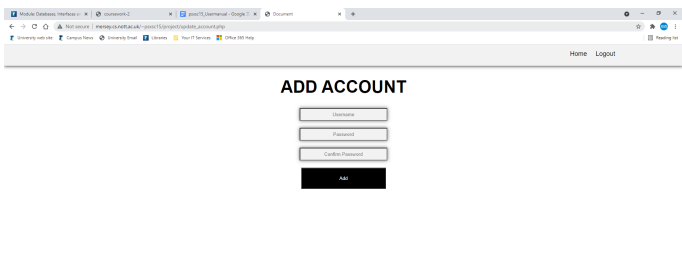 Module: Databases, Interfaces an
coursework-2
psxsc15_Usermanual - Google D
Document
Not secure | mersey.cs.nott.ac.uk/~psxsc15/project/update_account.php
University web site
Campus News
University Email
Libraries
Your IT Services
Office 365 Help
Reading list
Home Logout
ADD ACCOUNT
Username
Password
Confirm Password
Add